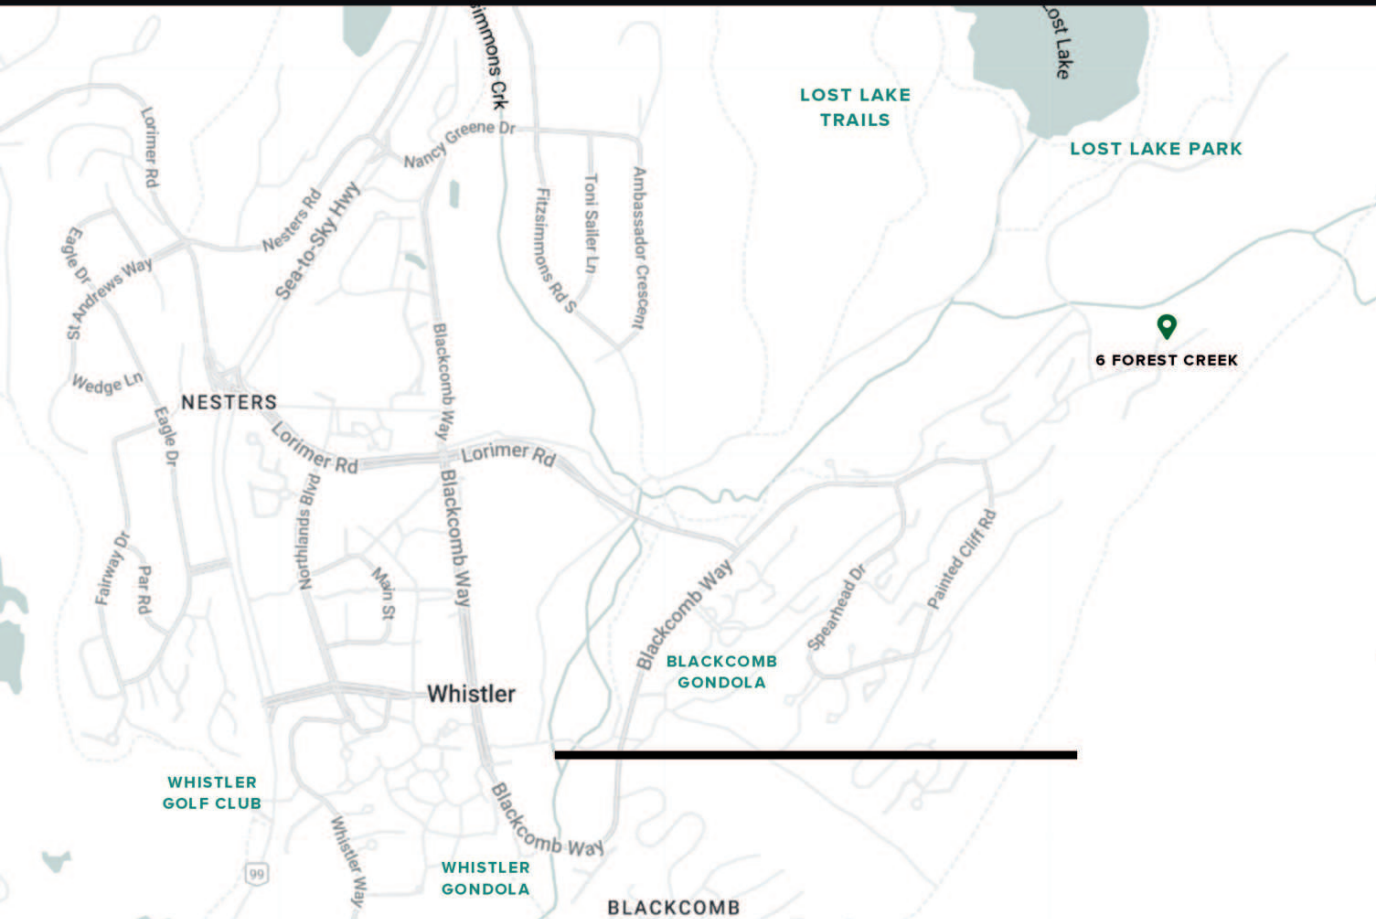 immons Crk
Lost Lake
LOST LAKE
TRAILS
LOST LAKE PARK
Lorimer Rd
Nancy Greene Dr
Nesters Rd
Sea-to-Sky Hwy
Eagle Dr
St Andrews Way
Fitzsimmons Rd S
Toni Sailer Ln
Ambassador Crescent
6 FOREST CREEK
Wedge Ln
NESTERS
Blackcomb Way
Eagle Dr
Lorimer Rd
Lorimer Rd
Northlands Blvd
Blackcomb Way
Fairway Dr
Par Rd
Main St
Blackcomb Way
Spearhead Dr
Painted Cliff Rd
BLACKCOMB
GONDOLA
Whistler
WHISTLER
GOLF CLUB
Blackcomb Way
Whistler Way
99
WHISTLER
GONDOLA
BLACKCOMB